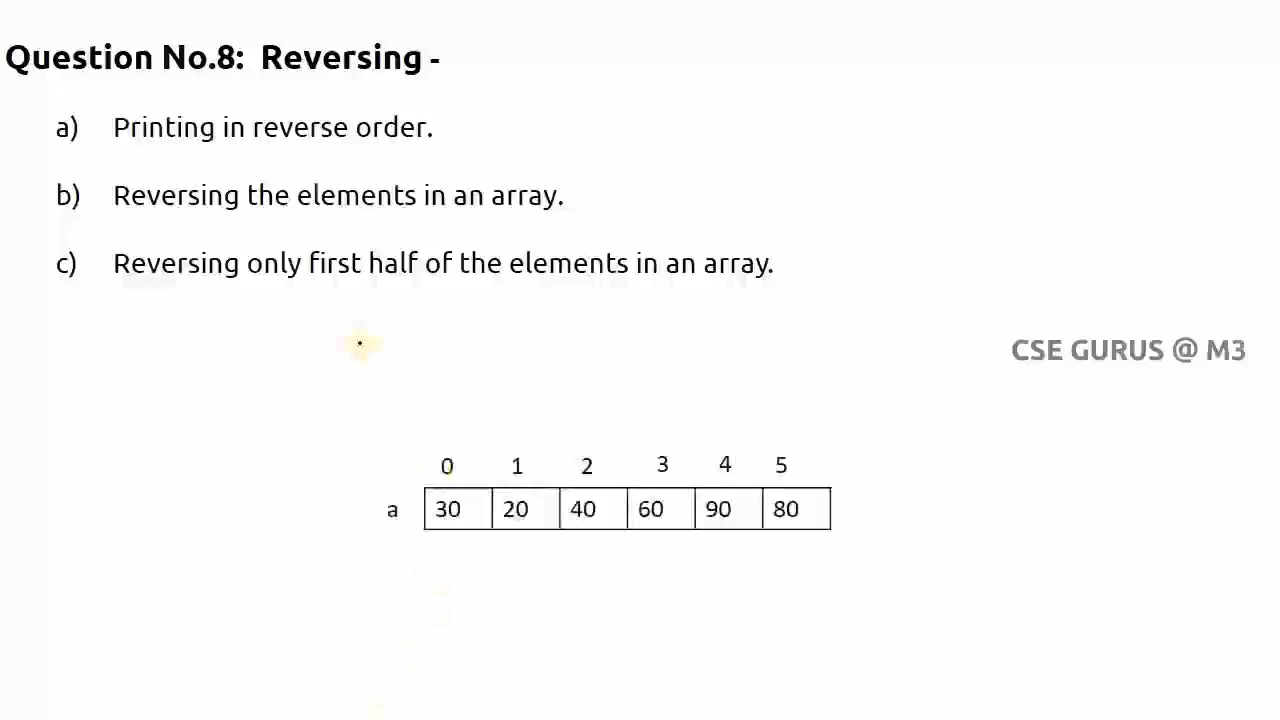 Question No.8: Reversing -
a) Printing in reverse order.
b) Reversing the elements in an array.
c) Reversing only first half of the elements in an array.
CSE GURUS @ M3
0 1 2 3 4 5
a 30 20 40 60 90 80